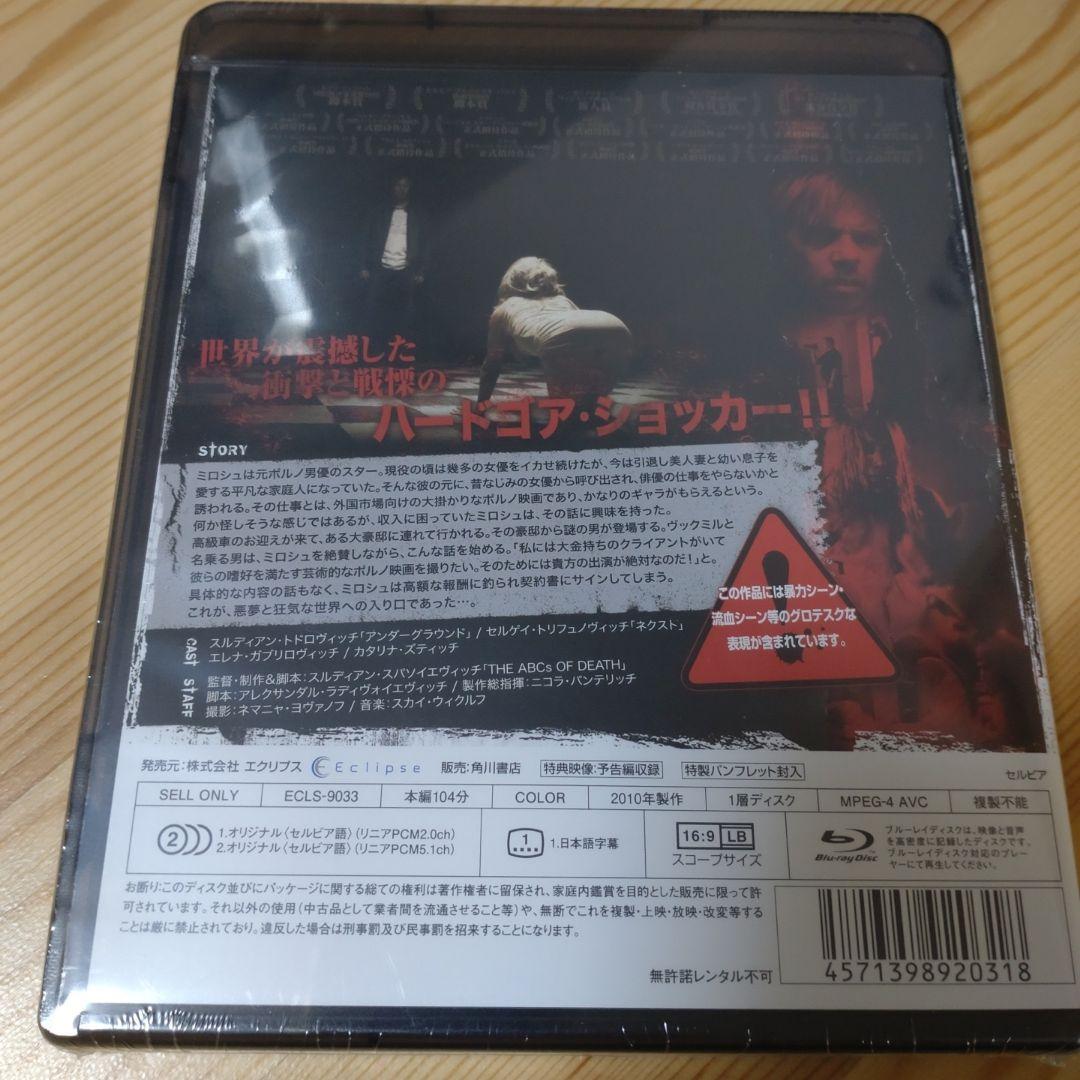 世界が震撼した
衝撃と戦慄の
ハードゴア・ショッカー!!
STORY
ミロシュは元ポルノ男優のスター。現役の頃は幾多の女優をイカせ続けたが、今は引退し美人妻と幼い息子を
愛する平凡な家庭人になっていた。そんな彼の元に、昔なじみの女優から呼び出され、俳優の仕事をやらないかと
誘われる。その仕事とは、外国市場向けの大掛かりなポルノ映画であり、かなりのギャラがもらえるという。
何か怪しそうな感じではあるが、収入に困っていたミロシュは、その話に興味を持った。
高級車のお迎えが来て、ある大豪邸に連れて行かれる。その豪邸から謎の男が登場する。ヴックミルと
名乗る男は、ミロシュを絶賛しながら、こんな話を始める。「私には大金持ちのクライアントがいて
彼らの嗜好を満たす芸術的なポルノ映画を撮りたい。そのためには貴方の出演が絶対なのだ!」と。
具体的な内容の話もなく、ミロシュは高額な報酬に釣られ契約書にサインしてしまう。
これが、悪夢と狂気な世界への入り口であった…。
この作品には暴力シーン・
流血シーン等のグロテスクな
表現が含まれています。
CAST
スルディアン・トドロヴィッチ「アンダーグラウンド」 / セルゲイ・トリフュノヴィッチ「ネクスト」
エレナ・ガブリロヴィッチ / カタリナ・ズティッチ
STAFF
監督・制作&脚本:スルディアン・スパソイエヴィッチ「THE ABCs OF DEATH」
脚本:アレクサンダル・ラディヴォイエヴィッチ / 製作総指揮:ニコラ・パンテリッチ
撮影:ネマニャ・ヨヴァノフ / 音楽:スカイ・ウィクルフ
発売元:株式会社 エクリプス Eclipse 販売:角川書店 特典映像:予告編収録 特製パンフレット封入 セルビア
SELL ONLY ECLS-9033 本編104分 COLOR 2010年製作 1層ディスク MPEG-4 AVC 複製不能
2 1.オリジナル〈セルビア語〉(リニアPCM2.0ch)
2.オリジナル〈セルビア語〉(リニアPCM5.1ch)
1 1.日本語字幕
16:9 LB
スコープサイズ
Blu-ray Disc
ブルーレイディスクは、映像と音声
を高密度に記録したディスクです。
ブルーレイディスク対応のプレー
ヤーにて再生してください。
お断り:このディスク並びにパッケージに関する総ての権利は著作権者に留保され、家庭内鑑賞を目的とした販売に限って許
可されています。それ以外の使用(中古品として業者間を流通させること等)や、無断でこれを複製・上映・放映・改変等する
ことは厳に禁止されており。違反した場合は刑事罰及び民事罰を招来することになります。
無許諾レンタル不可
4571398920318